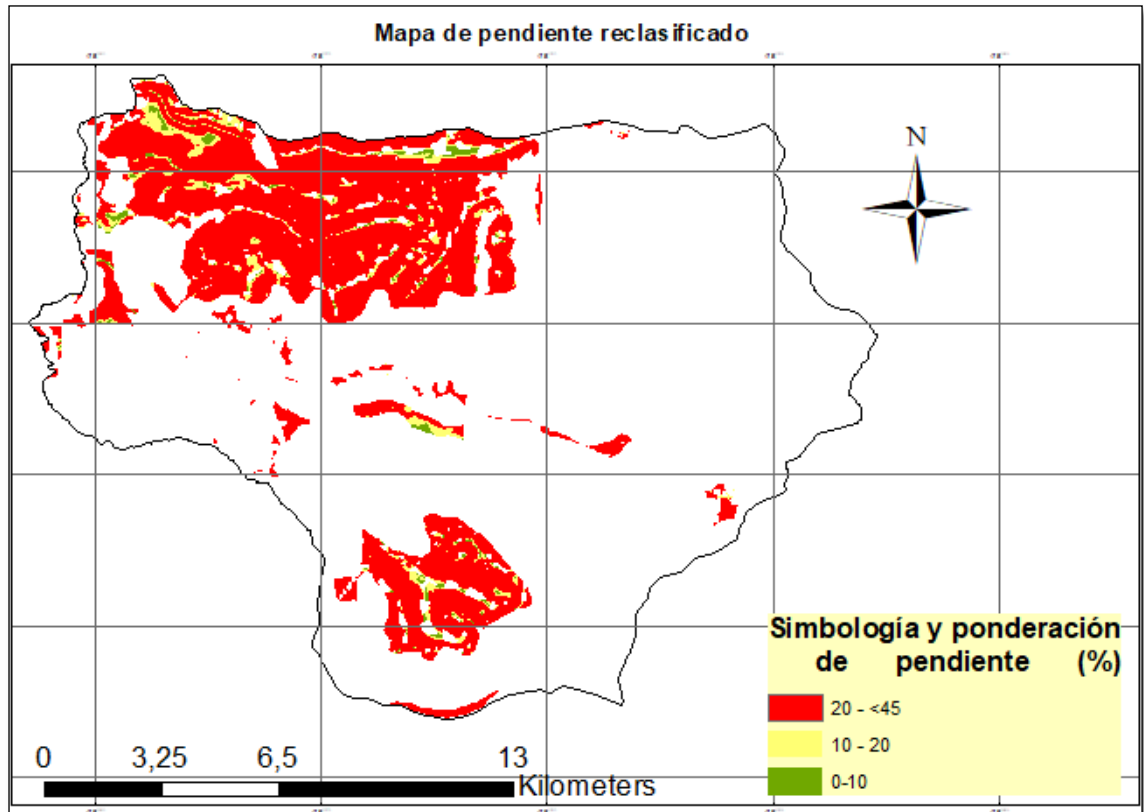 Mapa de pendiente reclasificado
N
Simbología y ponderación
de pendiente (%)
20 - <45
10 - 20
0-10
0 3,25 6,5 13
Kilometers